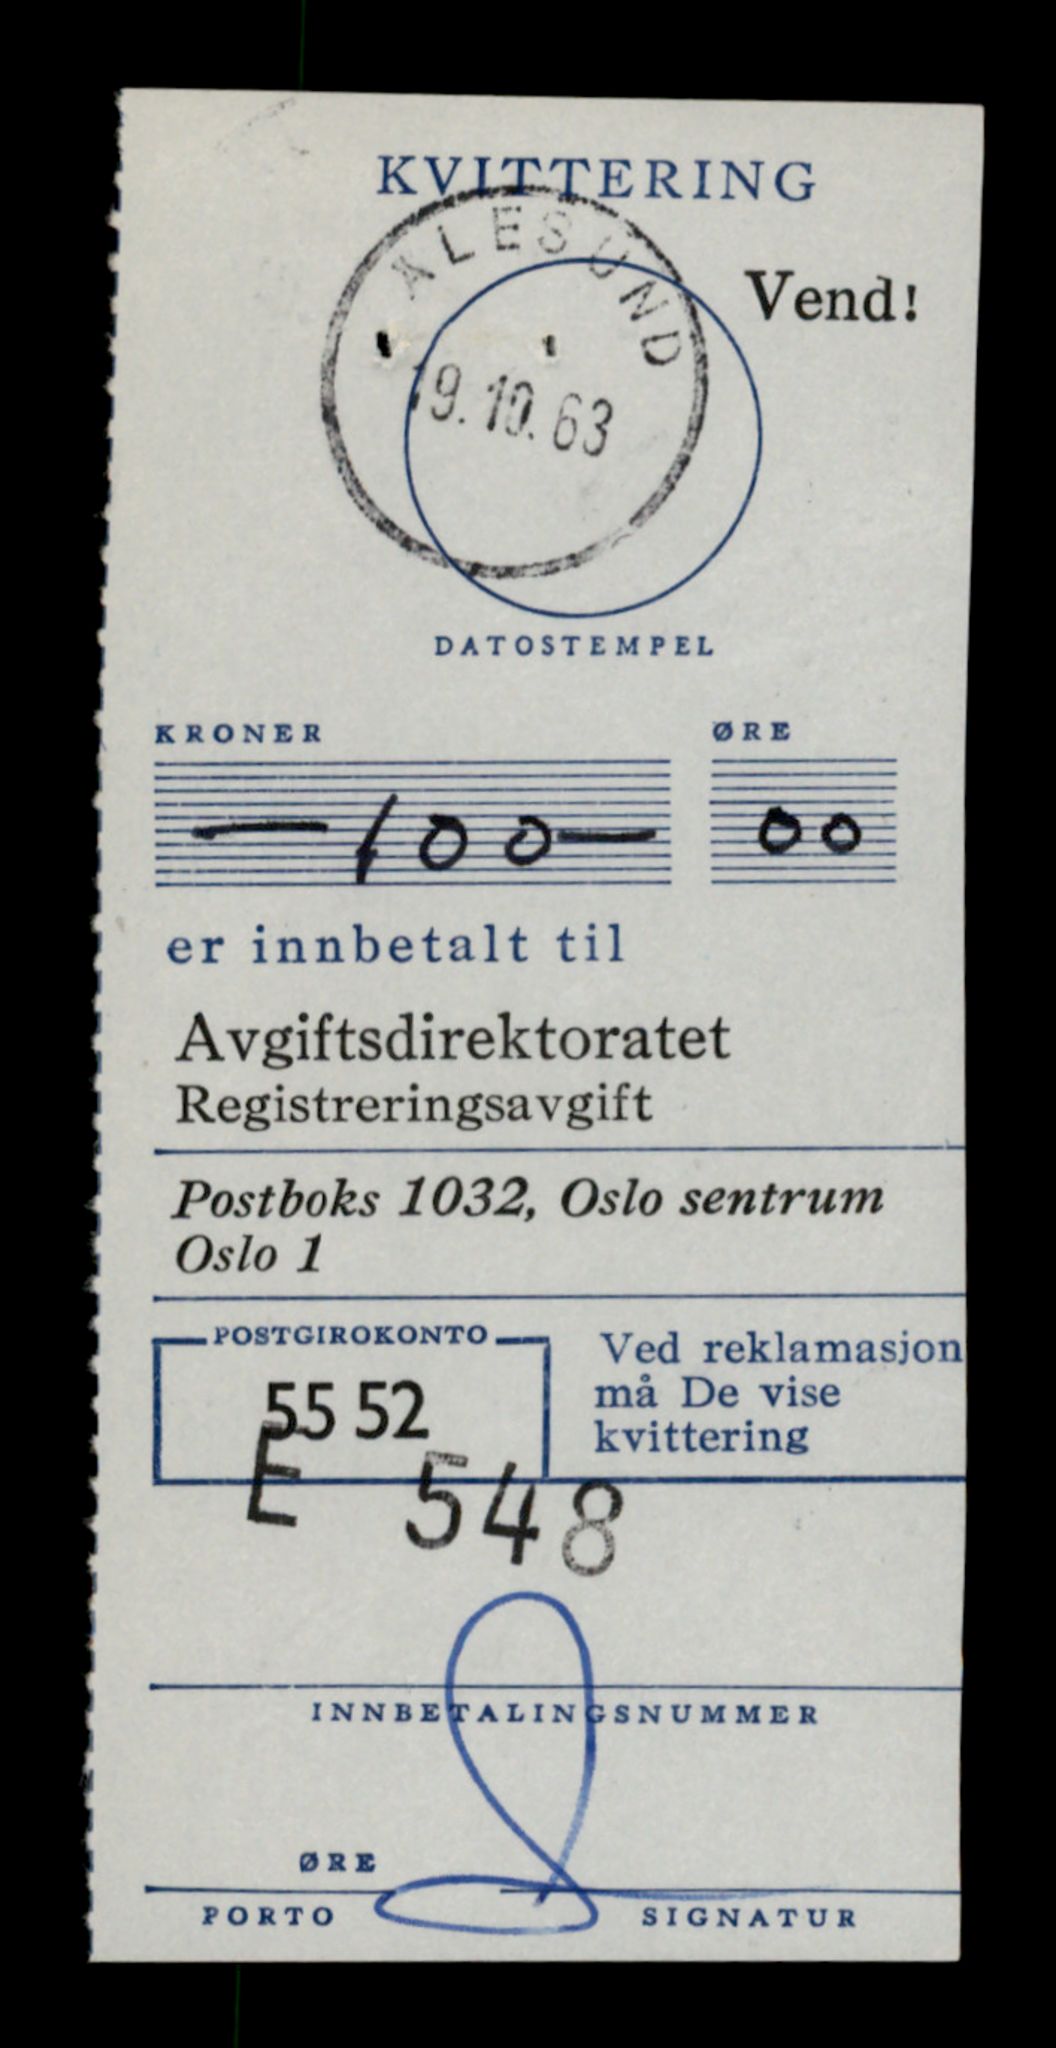 KVITTERING
ÅLESUND
Vend!
19.10.63
DATOSTEMPEL
KRONER ØRE
— 100 — 00
er innbetalt til
Avgiftsdirektoratet
Registreringsavgift
Postboks 1032, Oslo sentrum
Oslo 1
POSTGIROKONTO
55 52
Ved reklamasjon
må De vise
kvittering
E 548
INNBETALINGSNUMMER
ØRE
PORTO SIGNATUR